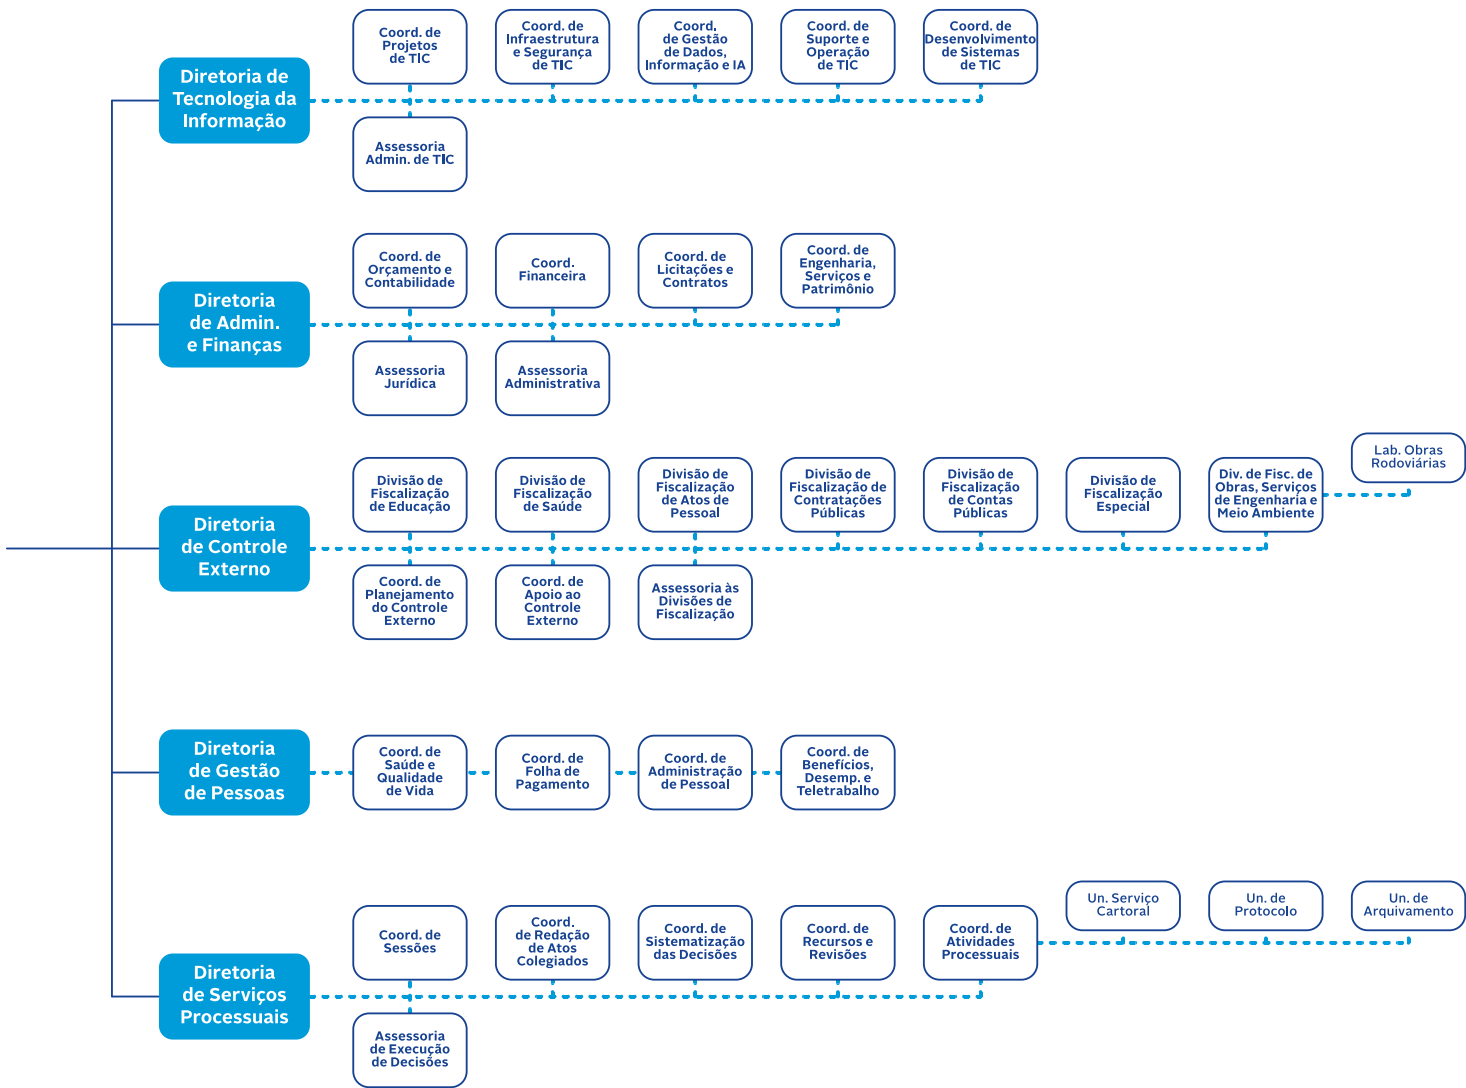 Diretoria de
Tecnologia da
Informação
Coord. de
Projetos
de TIC
Coord. de
Infraestrutura
e Segurança
de TIC
Coord.
de Gestão
de Dados,
Informação e IA
Coord. de
Suporte e
Operação
de TIC
Coord. de
Desenvolvimento
de Sistemas
de TIC
Assessoria
Admin. de TIC
Diretoria
de Admin.
e Finanças
Coord. de
Orçamento e
Contabilidade
Coord.
Financeira
Coord. de
Licitações e
Contratos
Coord. de
Engenharia,
Serviços e
Patrimônio
Assessoria
Jurídica
Assessoria
Administrativa
Diretoria
de Controle
Externo
Divisão de
Fiscalização
de Educação
Divisão de
Fiscalização
de Saúde
Divisão de
Fiscalização
de Atos de
Pessoal
Divisão de
Fiscalização de
Contratações
Públicas
Divisão de
Fiscalização
de Contas
Públicas
Divisão de
Fiscalização
Especial
Div. de Fisc. de
Obras, Serviços
de Engenharia e
Meio Ambiente
Lab. Obras
Rodoviárias
Coord. de
Planejamento
do Controle
Externo
Coord. de
Apoio ao
Controle
Externo
Assessoria às
Divisões de
Fiscalização
Diretoria
de Gestão
de Pessoas
Coord. de
Saúde e
Qualidade
de Vida
Coord. de
Folha de
Pagamento
Coord. de
Administração
de Pessoal
Coord. de
Benefícios,
Desemp. e
Teletrabalho
Diretoria
de Serviços
Processuais
Coord. de
Sessões
Coord.
de Redação
de Atos
Colegiados
Coord. de
Sistematização
das Decisões
Coord. de
Recursos e
Revisões
Coord. de
Atividades
Processuais
Un. Serviço
Cartoral
Un. de
Protocolo
Un. de
Arquivamento
Assessoria
de Execução
de Decisões